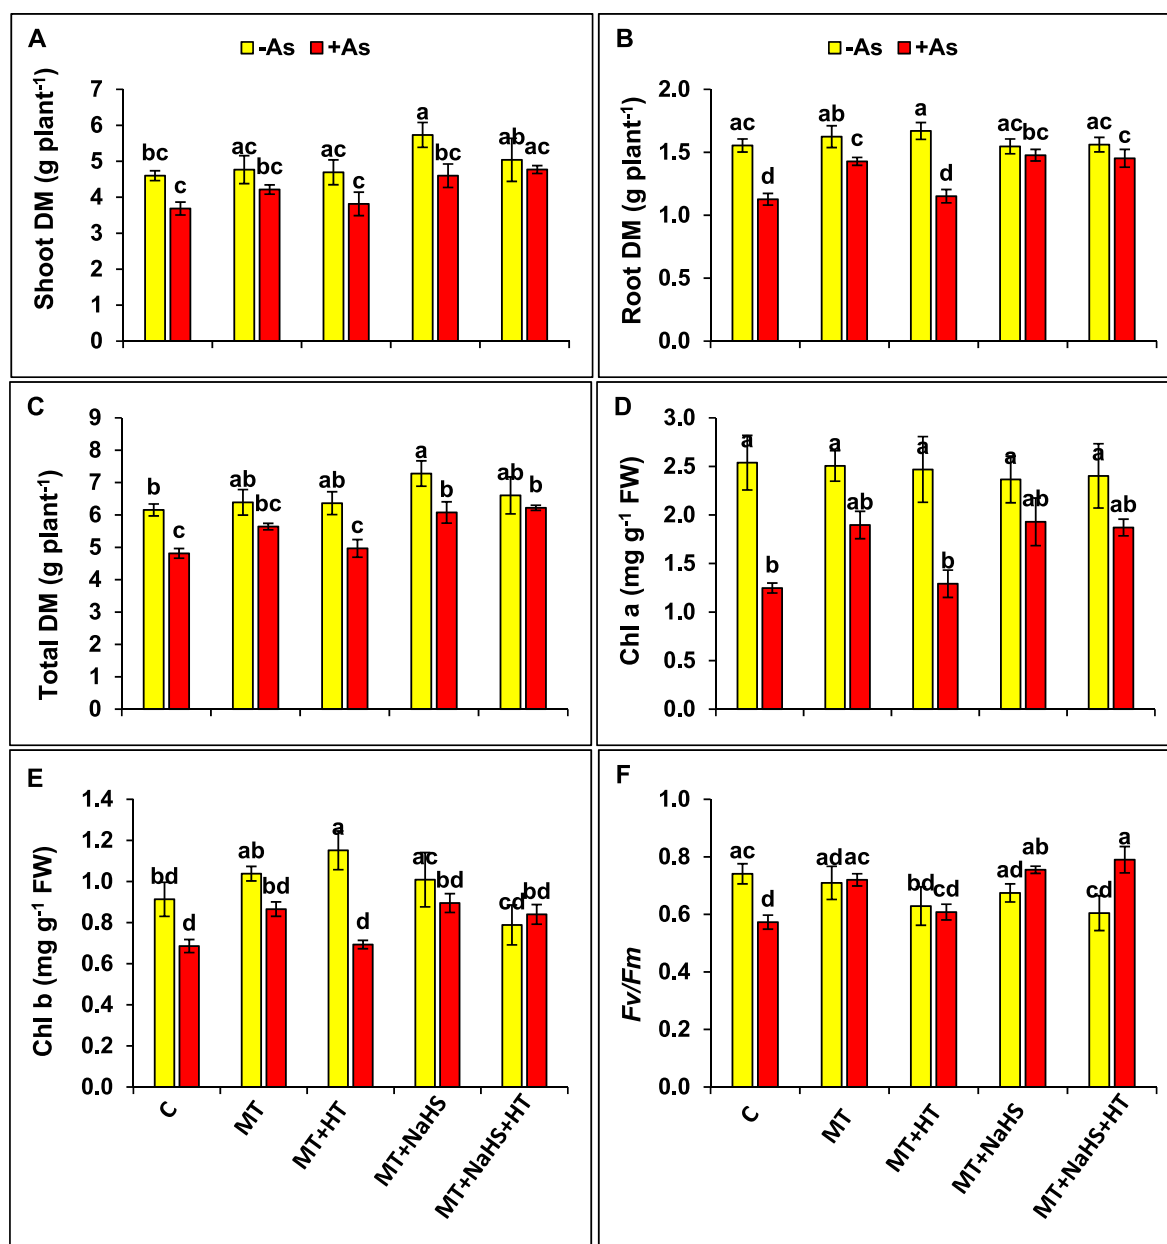 A
-As +As
Shoot DM (g plant⁻¹)
7
6
5
4
3
2
1
0
bc c ac bc ac c a bc ab ac
B
-As +As
Root DM (g plant⁻¹)
2.0
1.5
1.0
0.5
0.0
ac d ab c a d ac bc ac c
C
Total DM (g plant⁻¹)
9
8
7
6
5
4
3
2
1
0
b c ab bc ab c a b ab b
D
Chl a (mg g⁻¹ FW)
3.0
2.5
2.0
1.5
1.0
0.5
0.0
a b a ab a b a ab a ab
E
Chl b (mg g⁻¹ FW)
1.4
1.2
1.0
0.8
0.6
0.4
0.2
0.0
bd d ab bd a d ac bd cd bd
C
MT
MT+HT
MT+NaHS
MT+NaHS+HT
F
Fv/Fm
1.0
0.8
0.6
0.4
0.2
0.0
ac d ad ac bd cd ad ab cd a
C
MT
MT+HT
MT+NaHS
MT+NaHS+HT